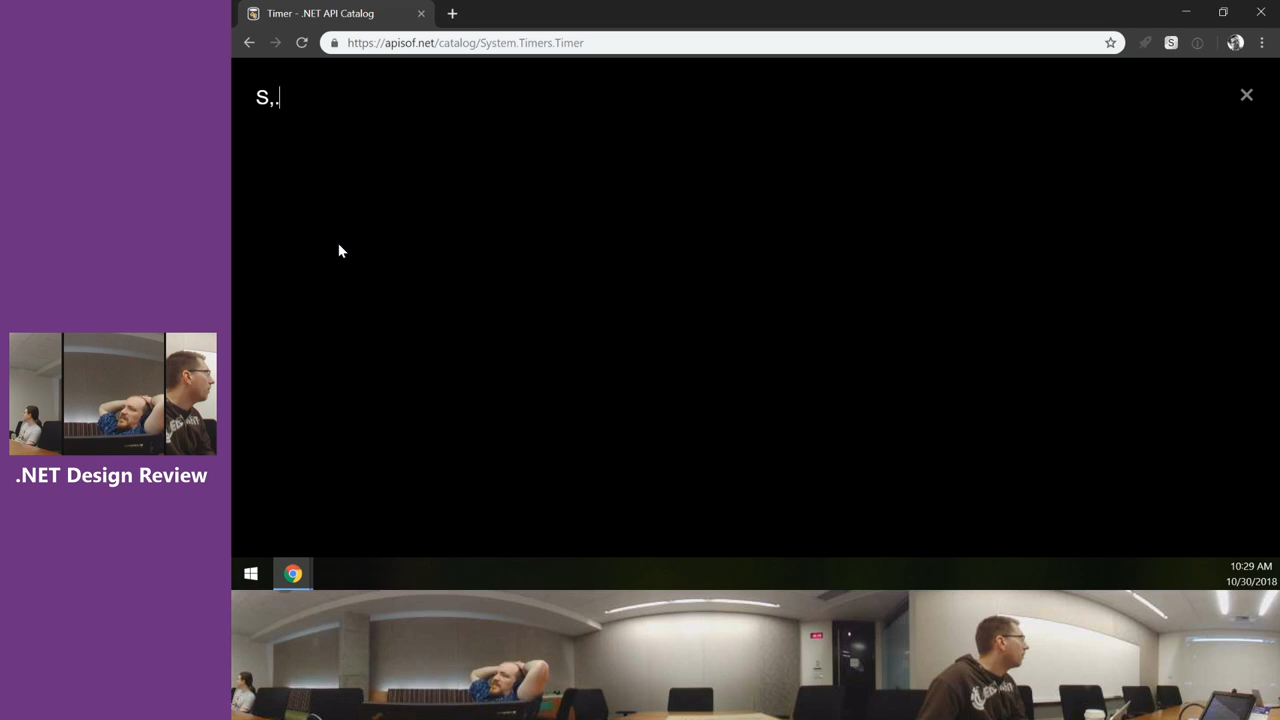 Timer - .NET API Catalog
https://apisof.net/catalog/System.Timers.Timer
S,.
S
.NET Design Review
10:29 AM
10/30/2018